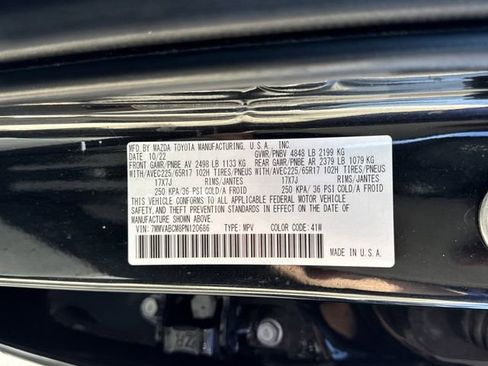 MFD. BY MAZDA TOYOTA MANUFACTURING, U.S.A., INC.
DATE 10/22 GVWR/PNBV 4848 LB 2199 KG
FRONT GAWR/PNBE AV 2498 LB 1133 KG REAR GAWR/PNBE AR 2379 LB 1079 KG
WITH/AVEC225/65R17 102H TIRES/PNEUS WITH/AVEC225/65R17 102H TIRES/PNEUS
17X7J RIMS/JANTES 17X7J RIMS/JANTES
250 KPA/36 PSI COLD/A FROID 250 KPA/36 PSI COLD/A FROID
THIS VEHICLE CONFORMS TO ALL APPLICABLE FEDERAL MOTOR VEHICLE
SAFETY, AND THEFT PREVENTION STANDARDS IN EFFECT ON THE DATE OF
MANUFACTURE SHOWN ABOVE.
VIN: 7MMVABCM8PN120686 TYPE: MPV COLOR CODE: 41W
MADE IN U.S.A.